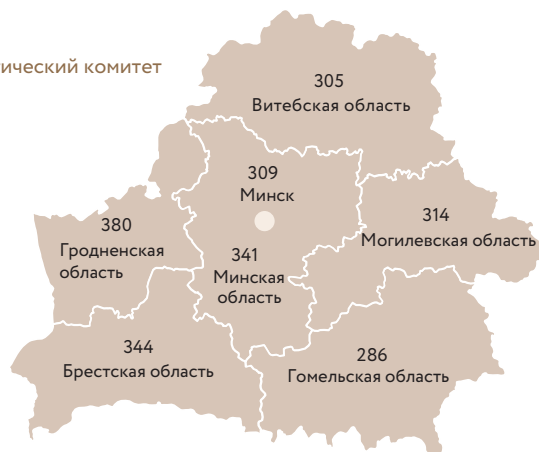 ический комитет
305
Витебская область
309
Минск
380
Гродненская
область
314
Могилевская область
341
Минская
область
344
Брестская область
286
Гомельская область